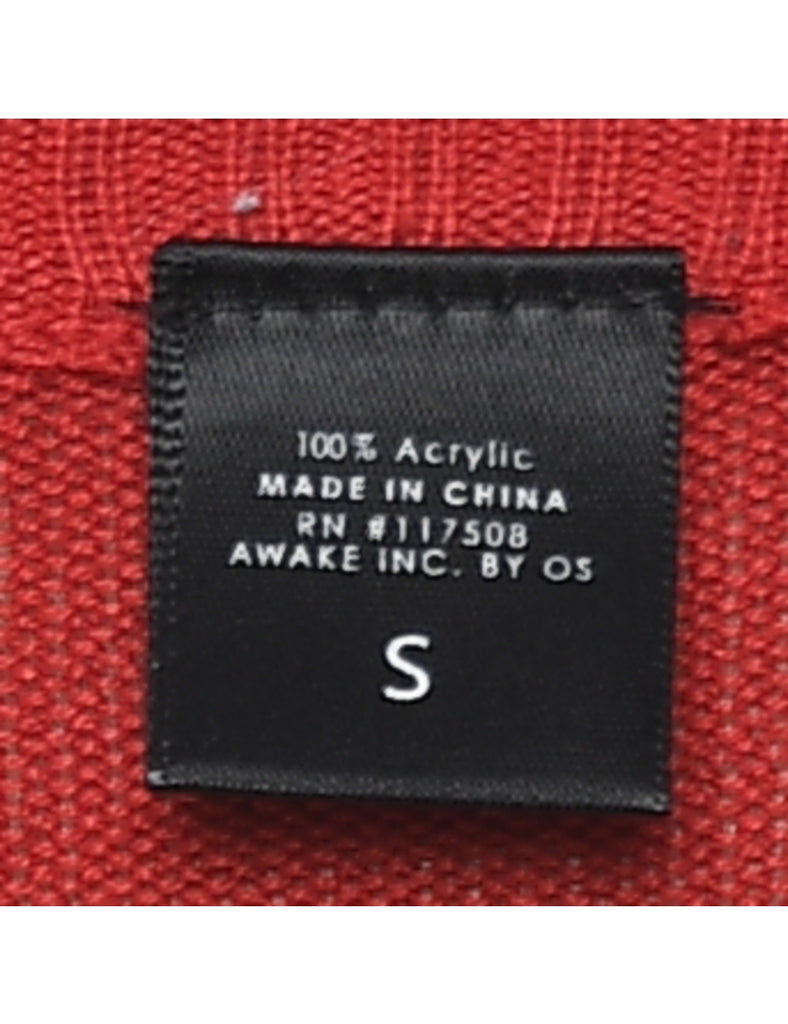 100% Acrylic
MADE IN CHINA
RN #117508
AWAKE INC. BY OS
S